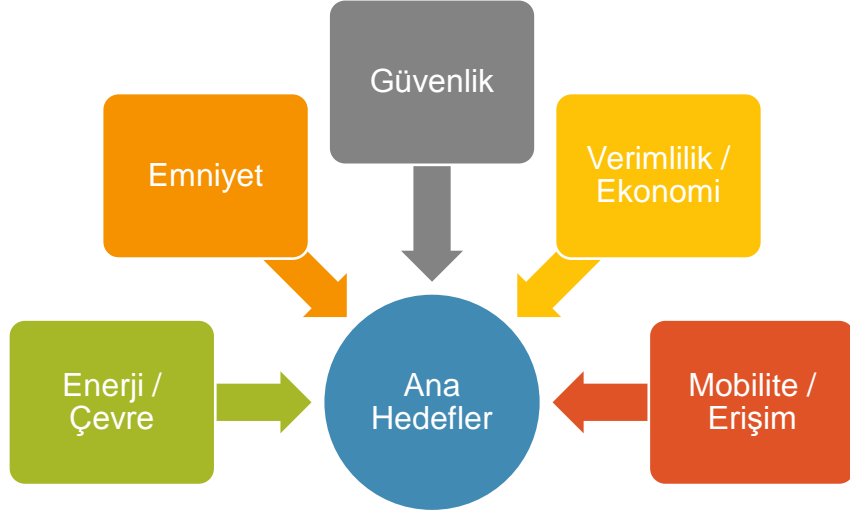 Güvenlik
Emniyet
Verimlilik /
Ekonomi
Enerji /
Çevre
Ana
Hedefler
Mobilite /
Erişim